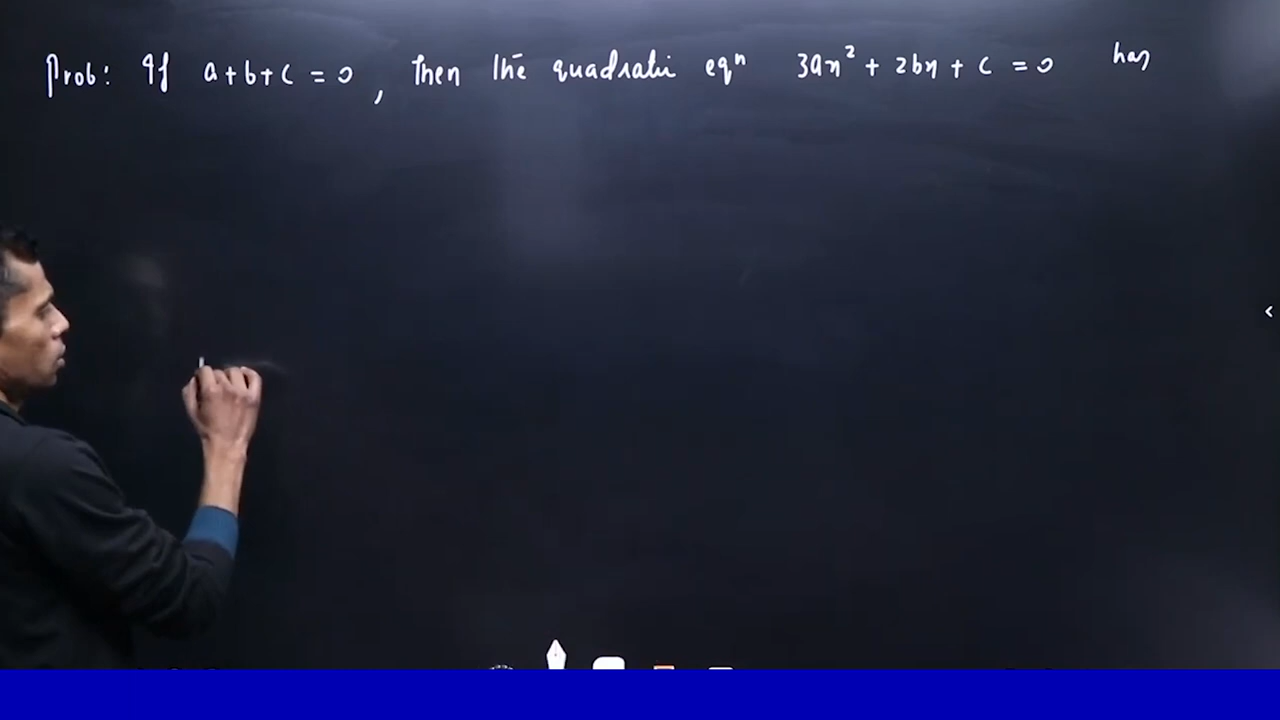 Prob: If a+b+c = 0, then the quadratic eqⁿ 3ax² + 2bx + c = 0 has